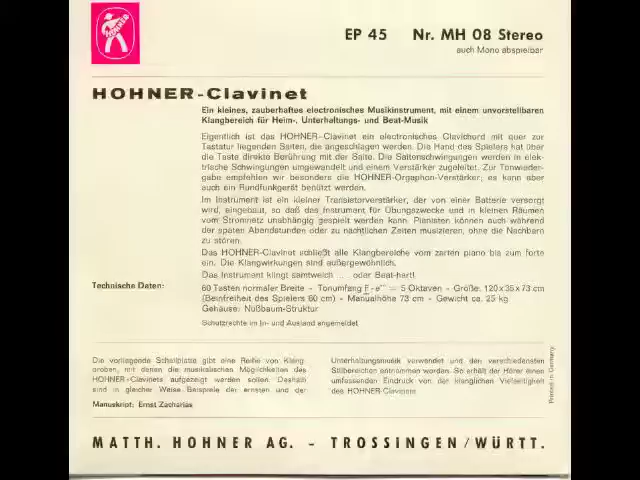 HOHNER
EP 45 Nr. MH 08 Stereo
auch Mono abspielbar
HOHNER-Clavinet
Ein kleines, zauberhaftes electronisches Musikinstrument, mit einem unvorstellbaren
Klangbereich für Heim-, Unterhaltungs- und Beat-Musik
Eigentlich ist das HOHNER-Clavinet ein electronisches Clavichord mit quer zur
Tastatur liegenden Saiten, die angeschlagen werden. Die Hand des Spielers hat über
die Taste direkte Berührung mit der Saite. Die Saitenschwingungen werden in elek-
trische Schwingungen umgewandelt und einem Verstärker zugeleitet. Zur Tonwieder-
gabe empfehlen wir besonders die HOHNER-Orgaphon-Verstärker, es kann aber
auch ein Rundfunkgerät benützt werden.
Im Instrument ist ein kleiner Transistorverstärker, der von einer Batterie versorgt
wird, eingebaut, so daß das Instrument für Übungszwecke und in kleinen Räumen
vom Stromnetz unabhängig gespielt werden kann. Pianisten können auch während
der späten Abendstunden oder zu nächtlichen Zeiten musizieren, ohne die Nachbarn
zu stören.
Das HOHNER-Clavinet schließt alle Klangbereiche vom zarten piano bis zum forte
ein. Die Klangwirkungen sind außergewöhnlich.
Das Instrument klingt samtweich ... oder Beat-hart!
Technische Daten: 60 Tasten normaler Breite - Tonumfang F - e''' = 5 Oktaven - Größe: 120x35x73 cm
(Beinfreiheit des Spielers 60 cm) - Manualhöhe 73 cm - Gewicht ca. 25 kg
Gehäuse: Nußbaum-Struktur
Schutzrechte im In- und Ausland angemeldet
Die vorliegende Schallplatte gibt eine Reihe von Klang-
proben, mit denen die musikalischen Möglichkeiten des
HOHNER-Clavinets aufgezeigt werden sollen. Deshalb
sind in gleicher Weise Beispiele der ernsten und der
Unterhaltungsmusik verwendet und den verschiedensten
Stilbereichen entnommen worden. So erhält der Hörer einen
umfassenden Eindruck von der klanglichen Vielseitigkeit
des HOHNER-Clavinets
Manuskript: Ernst Zacharias
Printed in Germany
MATTH. HOHNER AG. - TROSSINGEN/WÜRTT.